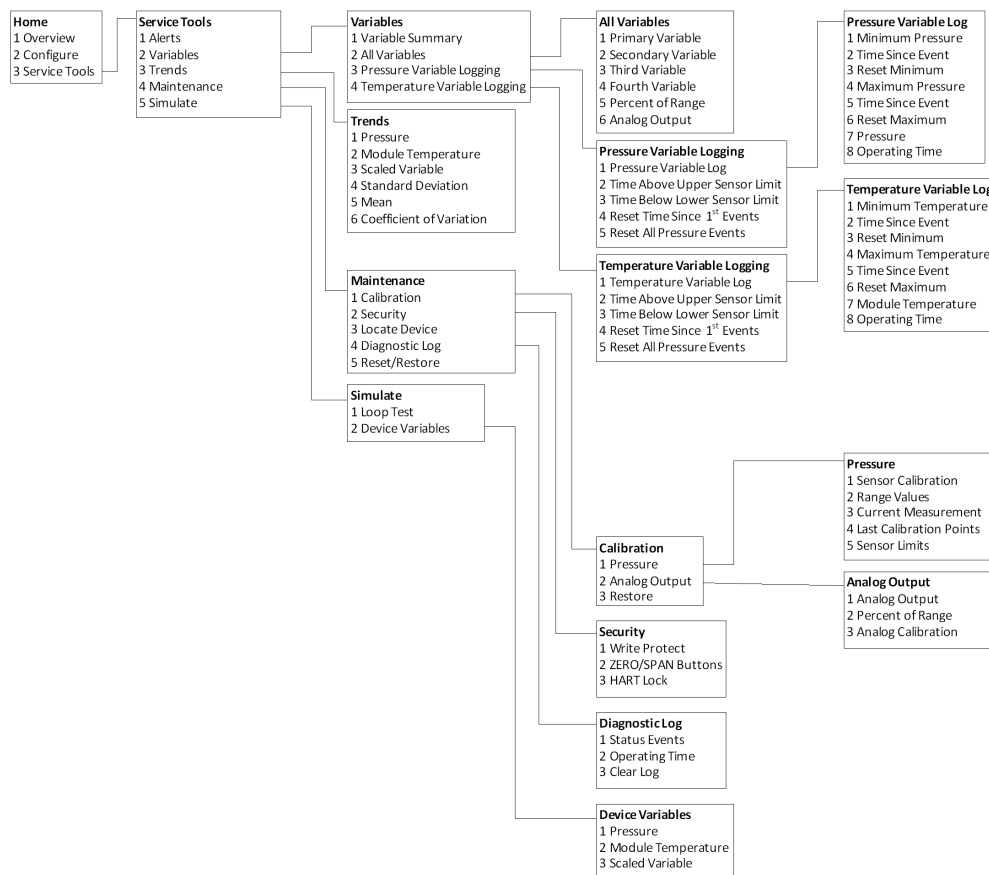 Home
1 Overview
2 Configure
3 Service Tools
Service Tools
1 Alerts
2 Variables
3 Trends
4 Maintenance
5 Simulate
Variables
1 Variable Summary
2 All Variables
3 Pressure Variable Logging
4 Temperature Variable Logging
Trends
1 Pressure
2 Module Temperature
3 Scaled Variable
4 Standard Deviation
5 Mean
6 Coefficient of Variation
Maintenance
1 Calibration
2 Security
3 Locate Device
4 Diagnostic Log
5 Reset/Restore
Simulate
1 Loop Test
2 Device Variables
All Variables
1 Primary Variable
2 Secondary Variable
3 Third Variable
4 Fourth Variable
5 Percent of Range
6 Analog Output
Pressure Variable Logging
1 Pressure Variable Log
2 Time Above Upper Sensor Limit
3 Time Below Lower Sensor Limit
4 Reset Time Since 1st Events
5 Reset All Pressure Events
Temperature Variable Logging
1 Temperature Variable Log
2 Time Above Upper Sensor Limit
3 Time Below Lower Sensor Limit
4 Reset Time Since 1st Events
5 Reset All Pressure Events
Calibration
1 Pressure
2 Analog Output
3 Restore
Security
1 Write Protect
2 ZERO/SPAN Buttons
3 HART Lock
Diagnostic Log
1 Status Events
2 Operating Time
3 Clear Log
Device Variables
1 Pressure
2 Module Temperature
3 Scaled Variable
Pressure Variable Log
1 Minimum Pressure
2 Time Since Event
3 Reset Minimum
4 Maximum Pressure
5 Time Since Event
6 Reset Maximum
7 Pressure
8 Operating Time
Temperature Variable Log
1 Minimum Temperature
2 Time Since Event
3 Reset Minimum
4 Maximum Temperature
5 Time Since Event
6 Reset Maximum
7 Module Temperature
8 Operating Time
Pressure
1 Sensor Calibration
2 Range Values
3 Current Measurement
4 Last Calibration Points
5 Sensor Limits
Analog Output
1 Analog Output
2 Percent of Range
3 Analog Calibration